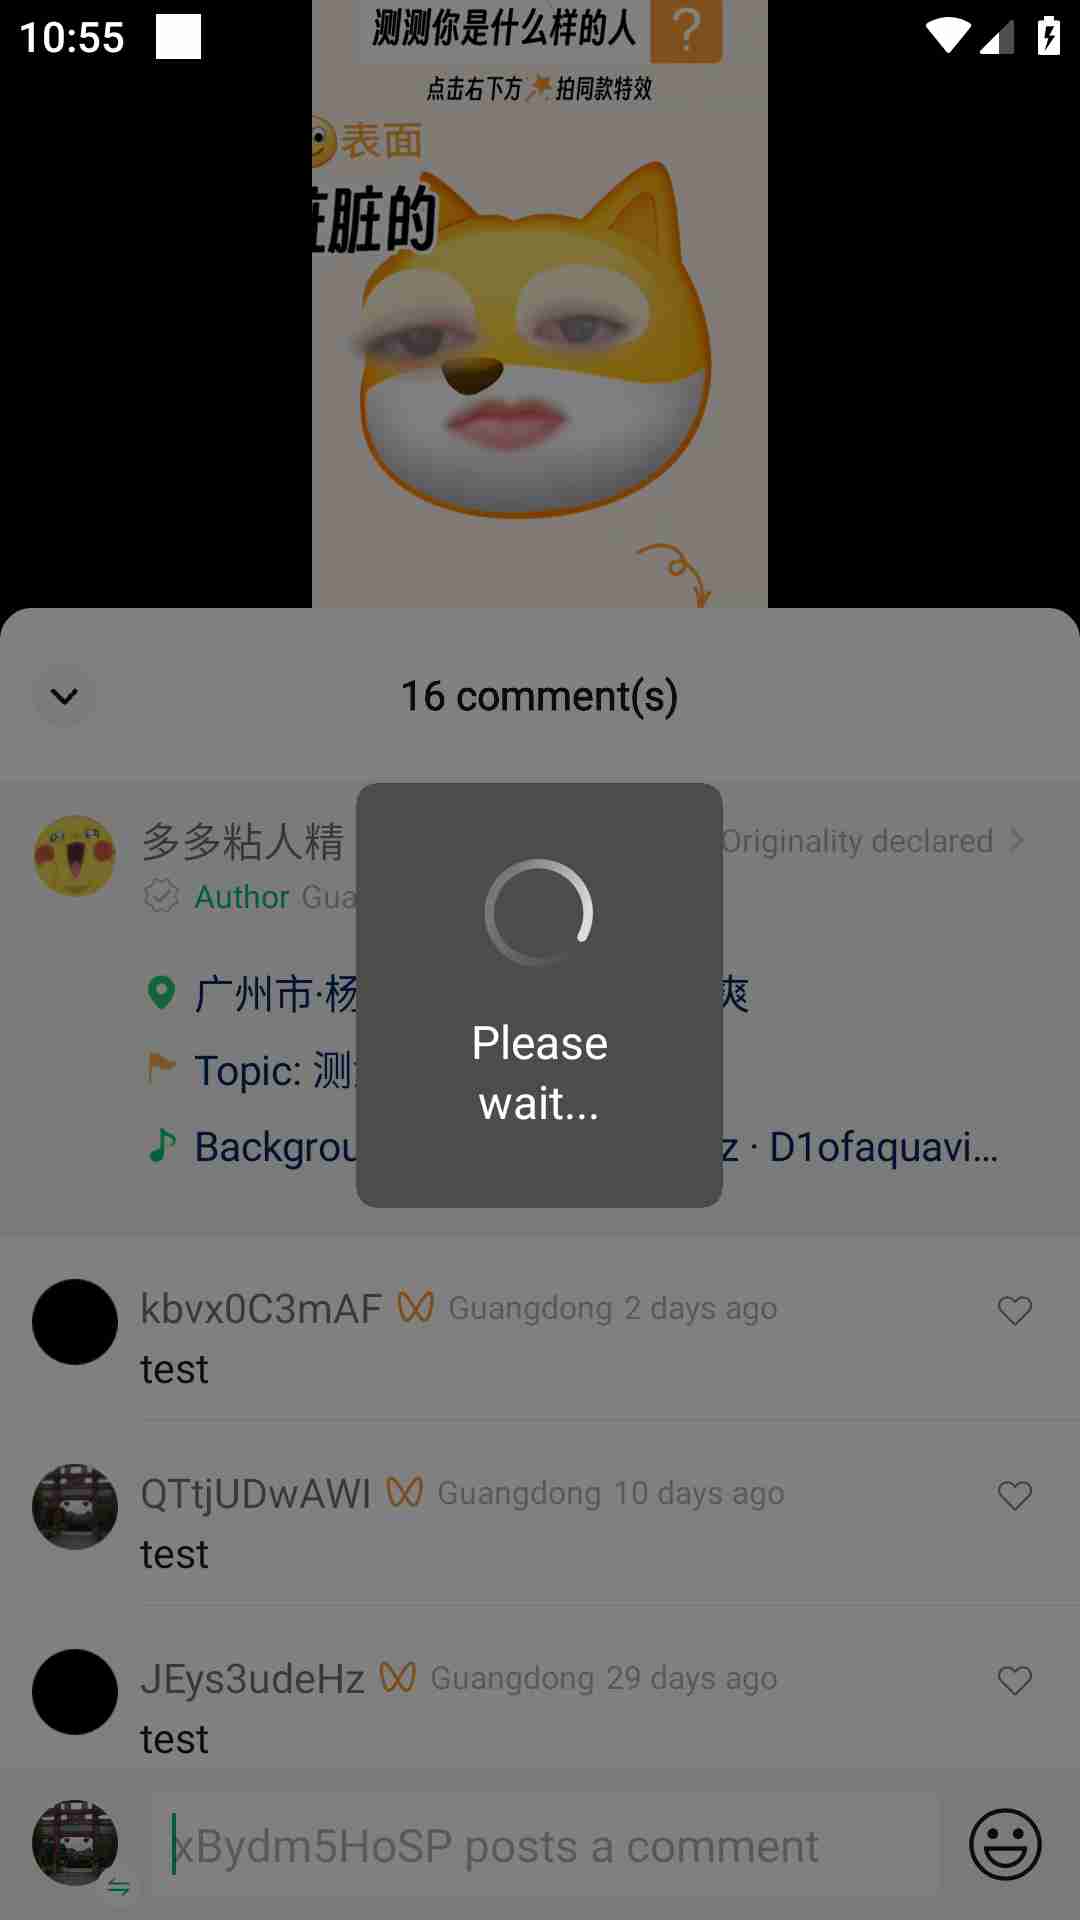 10:55
测测你是什么样的人 ?
点击右下方 拍同款特效
表面
脏的
16 comment(s)
多多粘人精
Originality declared
Author Gua
广州市·杨 爽
Topic: 测
Backgrou z · D1ofaquavi...
Please
wait...
kbvx0C3mAF Guangdong 2 days ago
test
QTtjUDwAWI Guangdong 10 days ago
test
JEys3udeHz Guangdong 29 days ago
test
xBydm5HoSP posts a comment